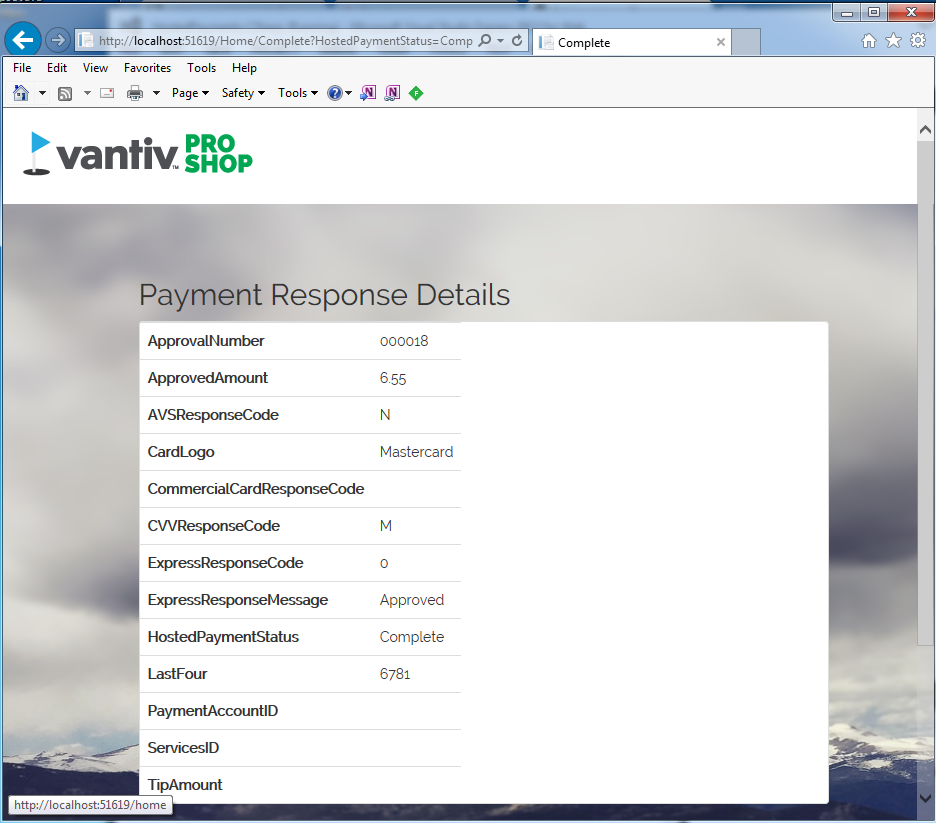 http://localhost:51619/Home/Complete?HostedPaymentStatus=Comp
Complete
File Edit View Favorites Tools Help
Page Safety Tools
vantiv™ PRO SHOP
Payment Response Details
ApprovalNumber 000018
ApprovedAmount 6.55
AVSResponseCode N
CardLogo Mastercard
CommercialCardResponseCode
CVVResponseCode M
ExpressResponseCode 0
ExpressResponseMessage Approved
HostedPaymentStatus Complete
LastFour 6781
PaymentAccountID
ServicesID
TipAmount
http://localhost:51619/home